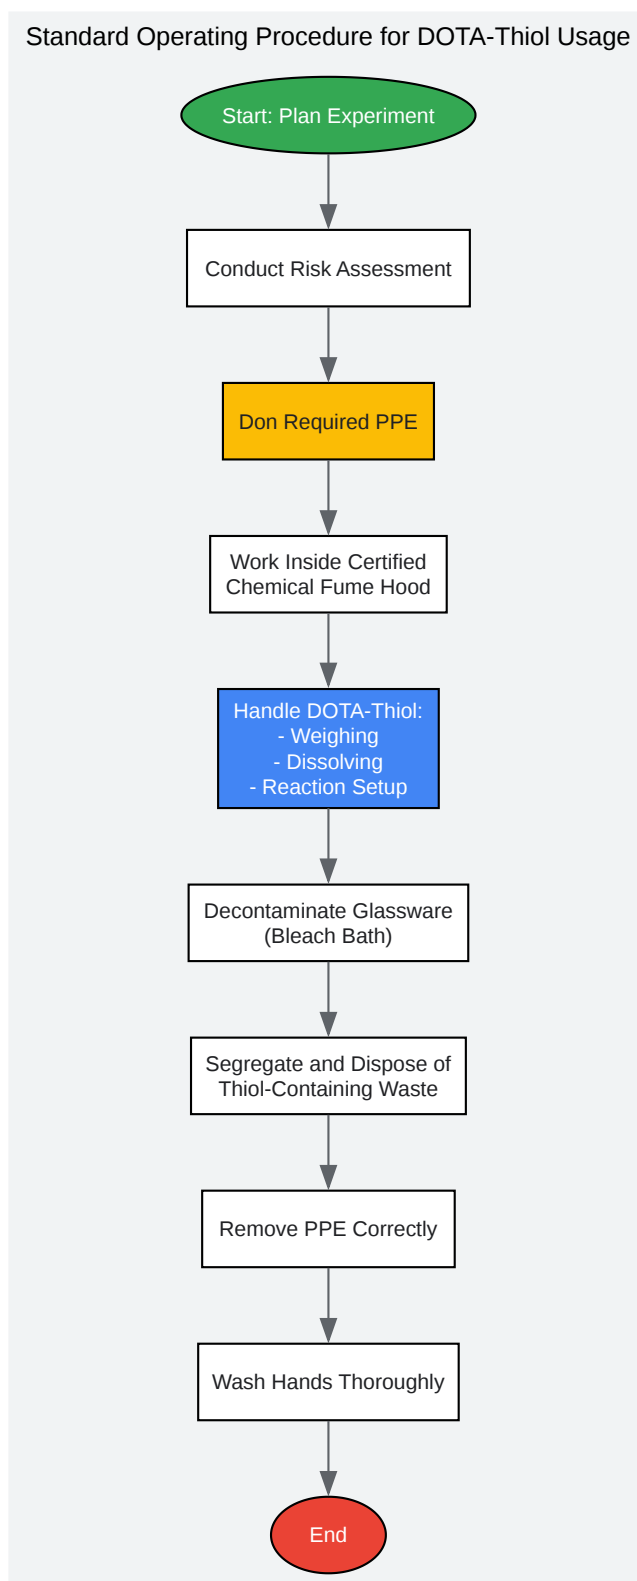 Standard Operating Procedure for DOTA-Thiol Usage
Start: Plan Experiment
Conduct Risk Assessment
Don Required PPE
Work Inside Certified
Chemical Fume Hood
Handle DOTA-Thiol:
- Weighing
- Dissolving
- Reaction Setup
Decontaminate Glassware
(Bleach Bath)
Segregate and Dispose of
Thiol-Containing Waste
Remove PPE Correctly
Wash Hands Thoroughly
End